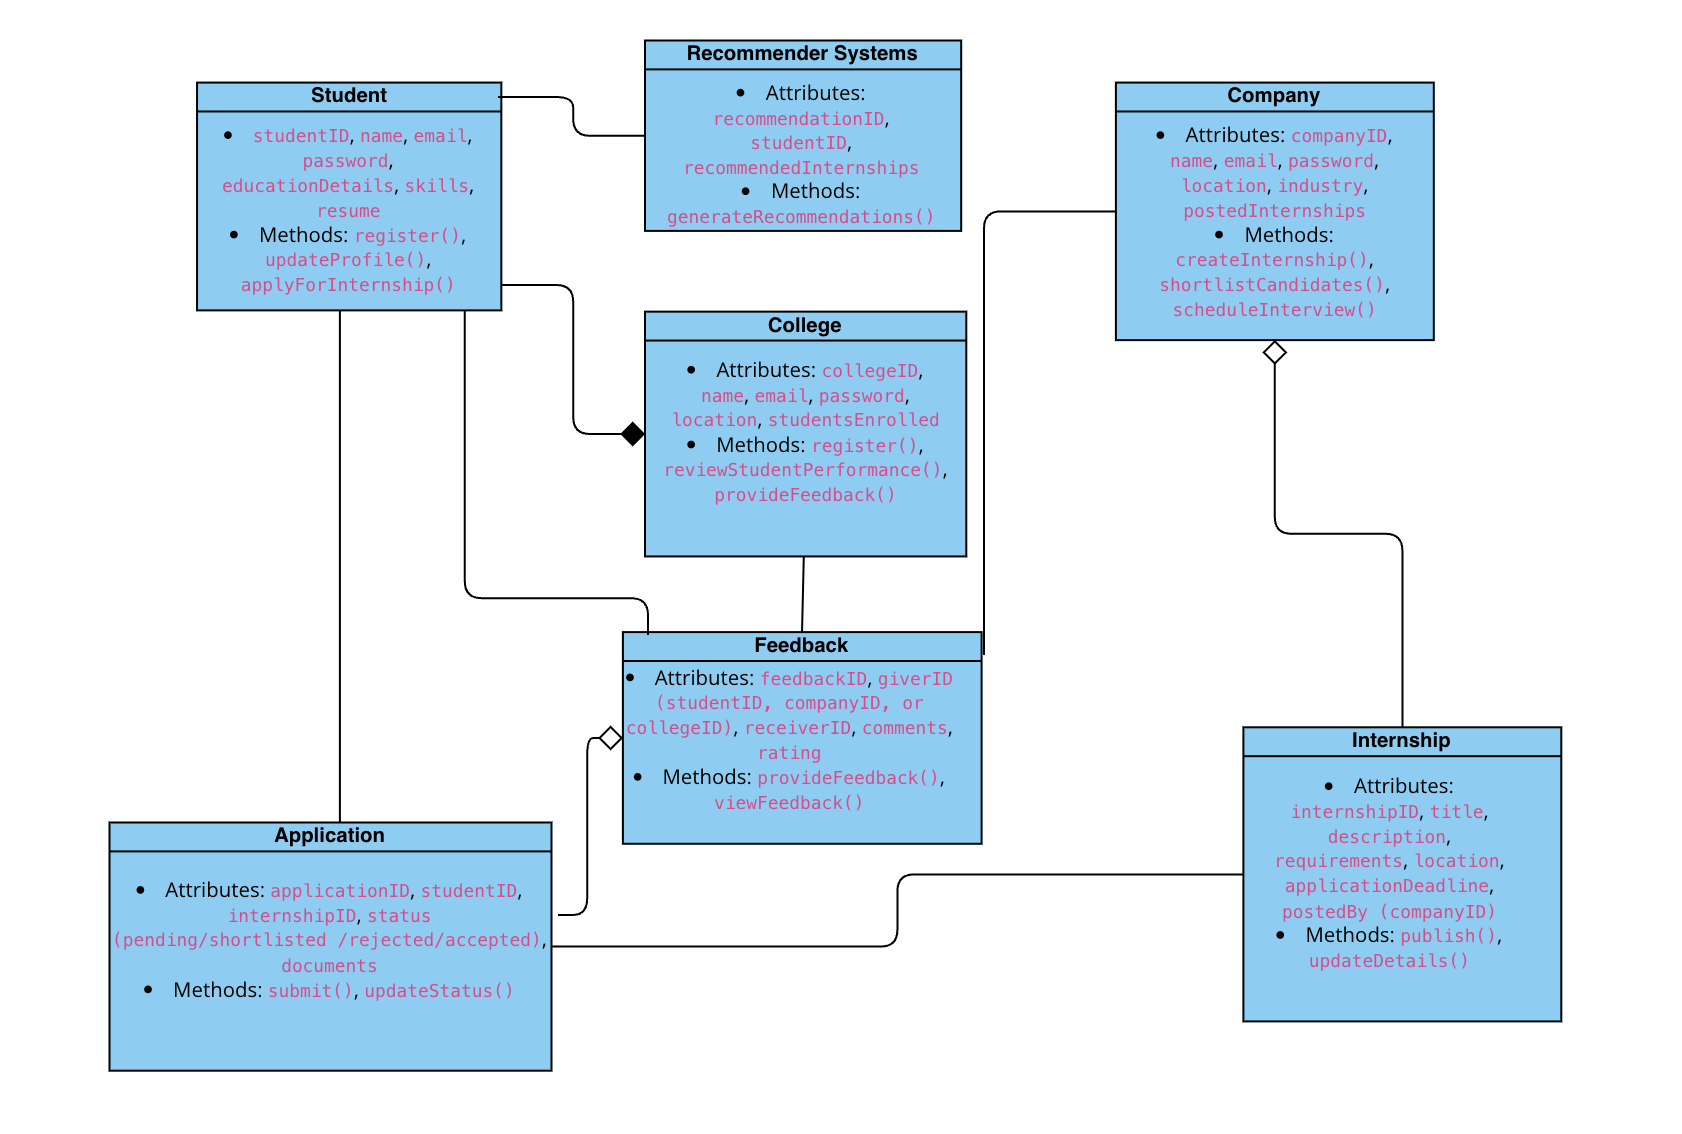 Recommender Systems
• Attributes:
recommendationID,
studentID,
recommendedInternships
• Methods:
generateRecommendations()
Student
• studentID, name, email,
password,
educationDetails, skills,
resume
• Methods: register(),
updateProfile(),
applyForInternship()
Company
• Attributes: companyID,
name, email, password,
location, industry,
postedInternships
• Methods:
createInternship(),
shortlistCandidates(),
scheduleInterview()
College
• Attributes: collegeID,
name, email, password,
location, studentsEnrolled
• Methods: register(),
reviewStudentPerformance(),
provideFeedback()
Feedback
• Attributes: feedbackID, giverID
(studentID, companyID, or
collegeID), receiverID, comments,
rating
• Methods: provideFeedback(),
viewFeedback()
Internship
• Attributes:
internshipID, title,
description,
requirements, location,
applicationDeadline,
postedBy (companyID)
• Methods: publish(),
updateDetails()
Application
• Attributes: applicationID, studentID,
internshipID, status
(pending/shortlisted /rejected/accepted),
documents
• Methods: submit(), updateStatus()